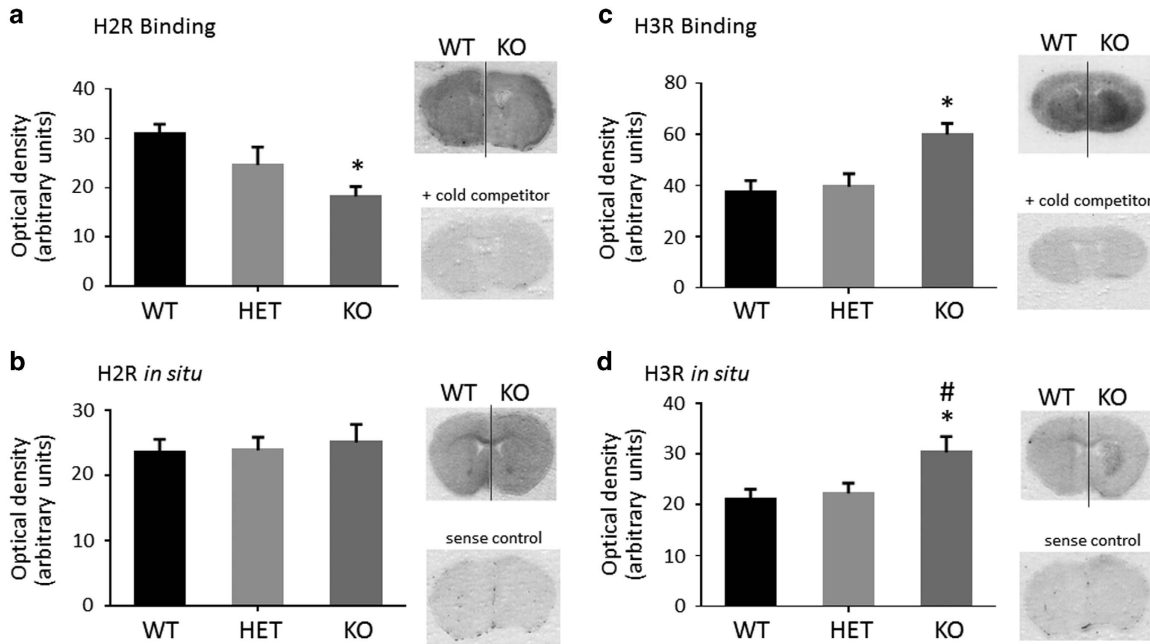 a
H2R Binding
Optical density
(arbitrary units)
40
30
20
10
0
*
WT
HET
KO
WT KO
+ cold competitor
b
H2R in situ
Optical density
(arbitrary units)
30
20
10
0
WT
HET
KO
WT KO
sense control
c
H3R Binding
Optical density
(arbitrary units)
80
60
40
20
0
*
WT
HET
KO
WT KO
+ cold competitor
d
H3R in situ
Optical density
(arbitrary units)
40
30
20
10
0
#
*
WT
HET
KO
WT KO
sense control